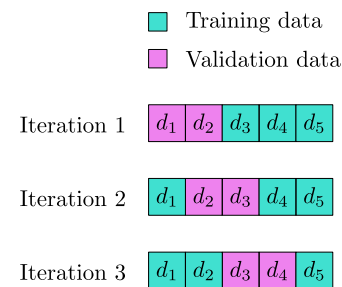 Training data
Validation data
Iteration 1 d₁ d₂ d₃ d₄ d₅
Iteration 2 d₁ d₂ d₃ d₄ d₅
Iteration 3 d₁ d₂ d₃ d₄ d₅